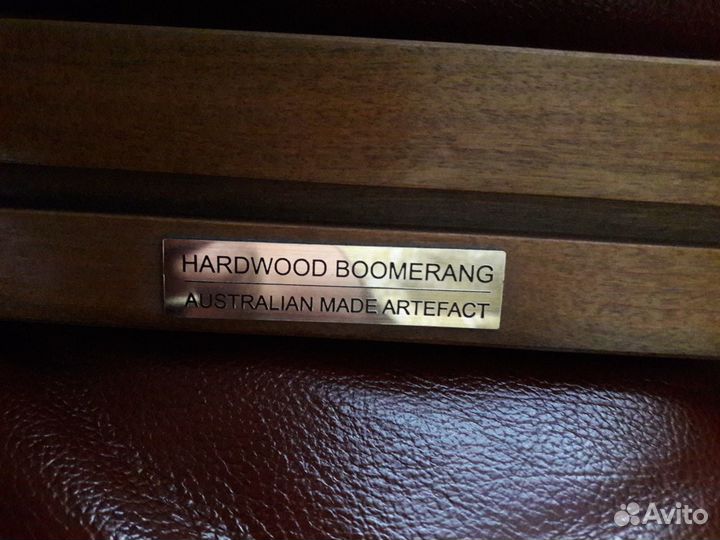 HARDWOOD BOOMERANG
AUSTRALIAN MADE ARTEFACT
Avito